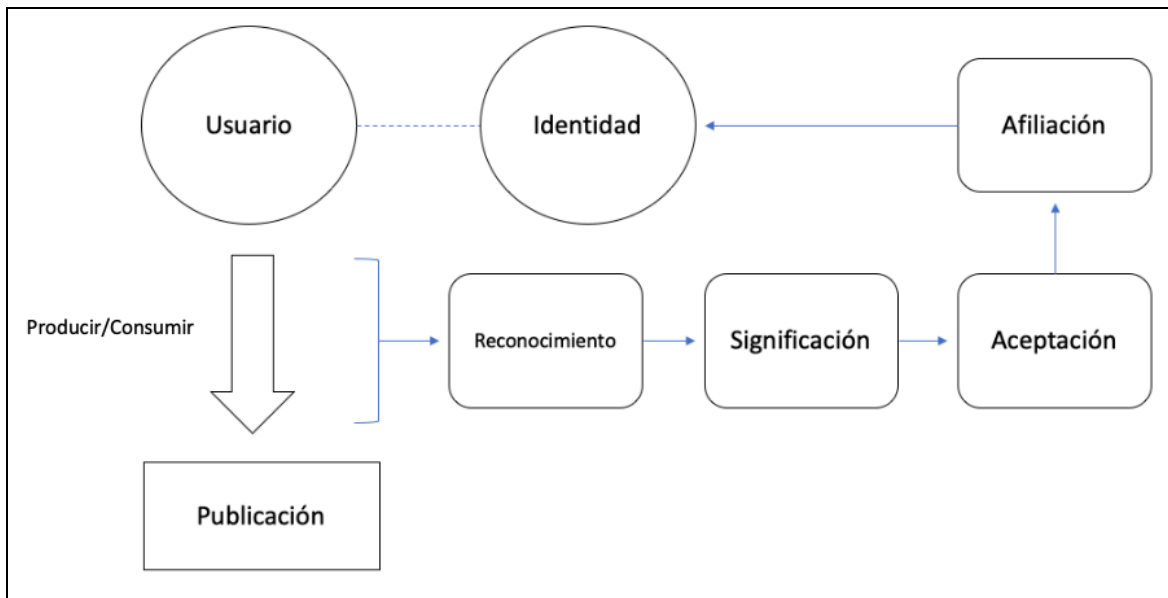 Usuario
Identidad
Afiliación
Producir/Consumir
Reconocimiento
Significación
Aceptación
Publicación